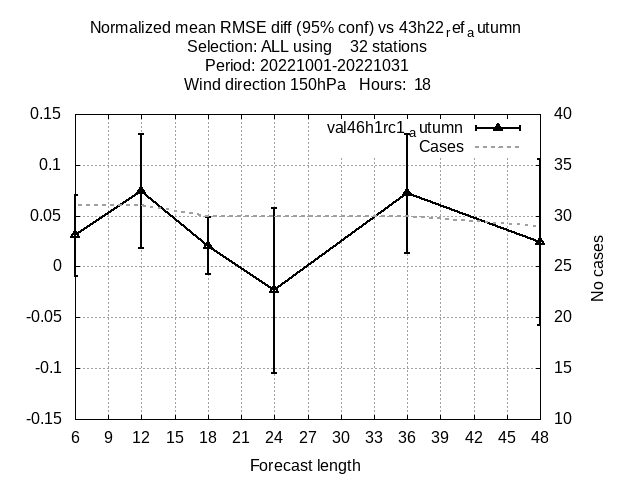 Normalized mean RMSE diff (95% conf) vs 43h22ᵣefₐutumn
Selection: ALL using 32 stations
Period: 20221001-20221031
Wind direction 150hPa Hours: 18
val46h1rc1ₐutumn
Cases
0.15
0.1
0.05
0
-0.05
-0.1
-0.15
40
35
30
25
20
15
10
No cases
6 9 12 15 18 21 24 27 30 33 36 39 42 45 48
Forecast length